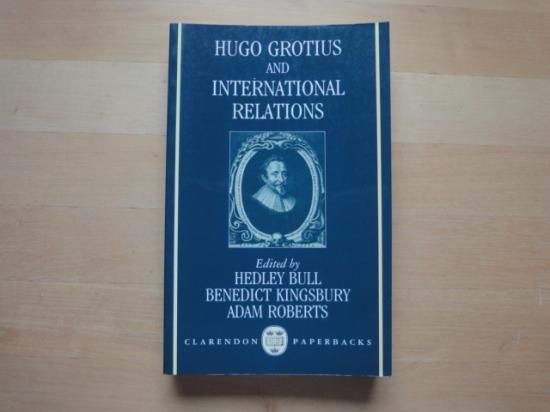 HUGO GROTIUS
AND
INTERNATIONAL
RELATIONS
Edited by
HEDLEY BULL
BENEDICT KINGSBURY
ADAM ROBERTS
CLARENDON PAPERBACKS